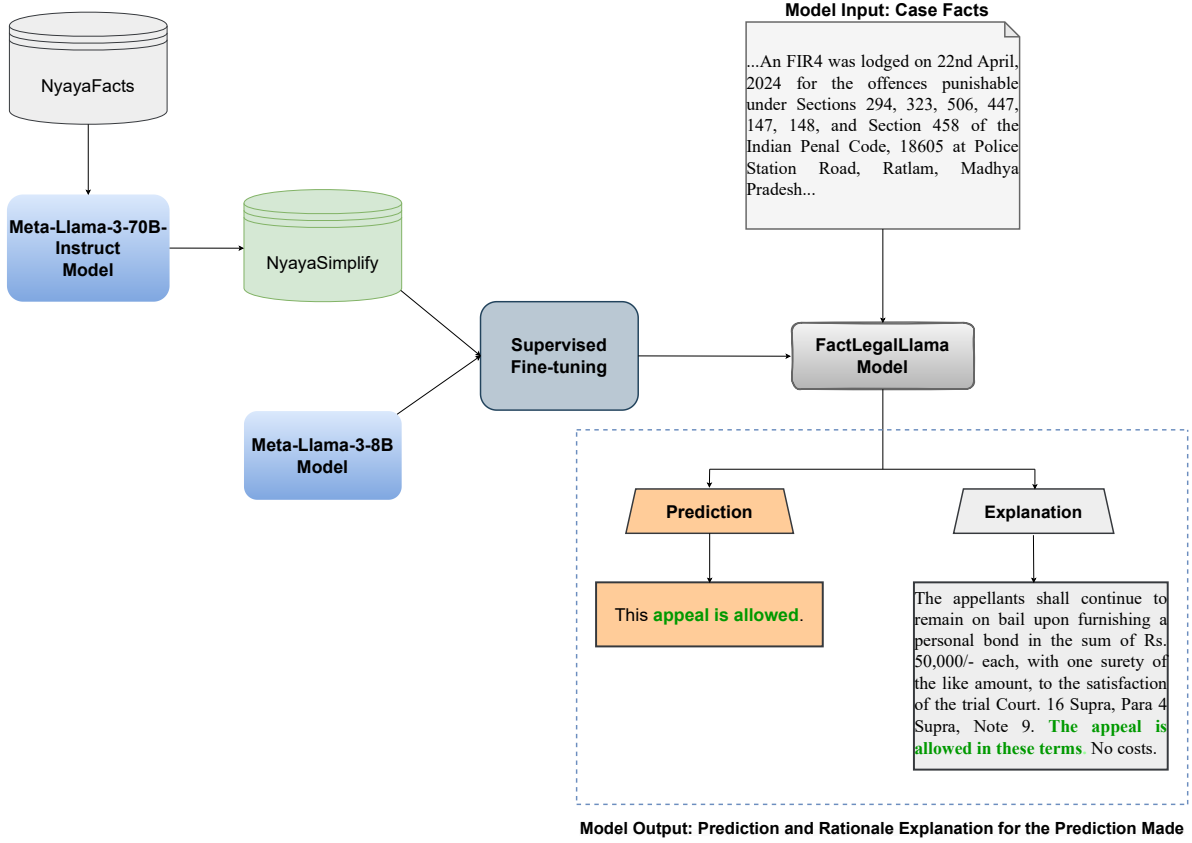 Model Input: Case Facts
...An FIR4 was lodged on 22nd April,
2024 for the offences punishable
under Sections 294, 323, 506, 447,
147, 148, and Section 458 of the
Indian Penal Code, 18605 at Police
Station Road, Ratlam, Madhya
Pradesh...
NyayaFacts
Meta-Llama-3-70B-
Instruct
Model
NyayaSimplify
Supervised
Fine-tuning
FactLegalLlama
Model
Meta-Llama-3-8B
Model
Prediction
Explanation
This appeal is allowed.
The appellants shall continue to
remain on bail upon furnishing a
personal bond in the sum of Rs.
50,000/- each, with one surety of
the like amount, to the satisfaction
of the trial Court. 16 Supra, Para 4
Supra, Note 9. The appeal is
allowed in these terms. No costs.
Model Output: Prediction and Rationale Explanation for the Prediction Made